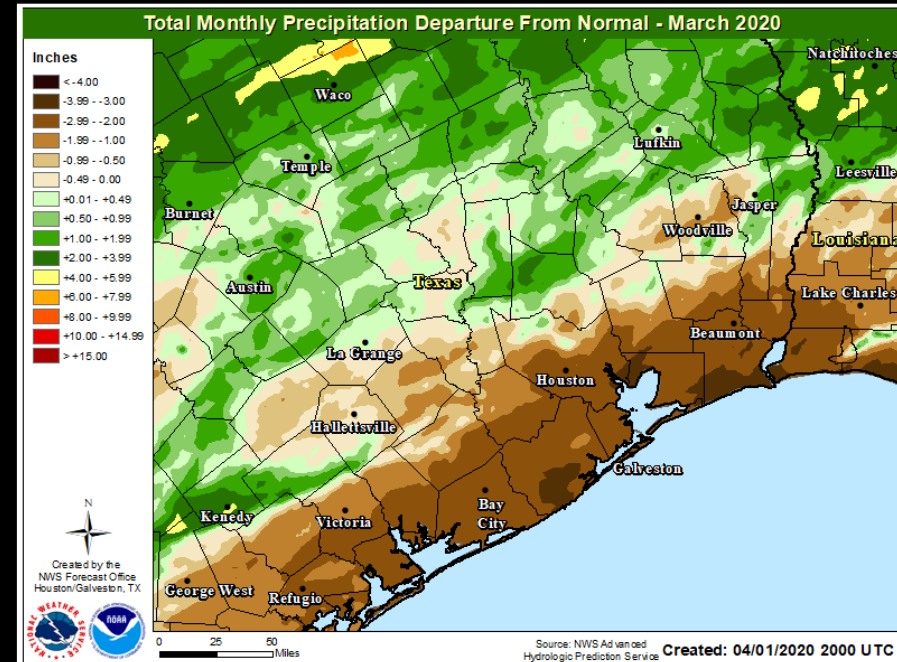 Total Monthly Precipitation Departure From Normal - March 2020
Inches
< -4.00
-3.99 - -3.00
-2.99 - -2.00
-1.99 - -1.00
-0.99 - -0.50
-0.49 - 0.00
+0.01 - +0.49
+0.50 - +0.99
+1.00 - +1.99
+2.00 - +3.99
+4.00 - +5.99
+6.00 - +7.99
+8.00 - +9.99
+10.00 - +14.99
> +15.00
Natchitoches
Waco
Lufkin
Temple
Leesville
Burnet
Jasper
Woodville
Louisiana
Austin
Texas
Lake Charles
Beaumont
La Grange
Houston
Hallettsville
Galveston
Bay
City
Kenedy
Victoria
George West
Refugio
N
Created by the
NWS Forecast Office
Houston/Galveston, TX
NATIONAL WEATHER SERVICE
NOAA
0 25 50
Miles
Source: NWS Advanced
Hydrologic Prediction Service
Created: 04/01/2020 2000 UTC